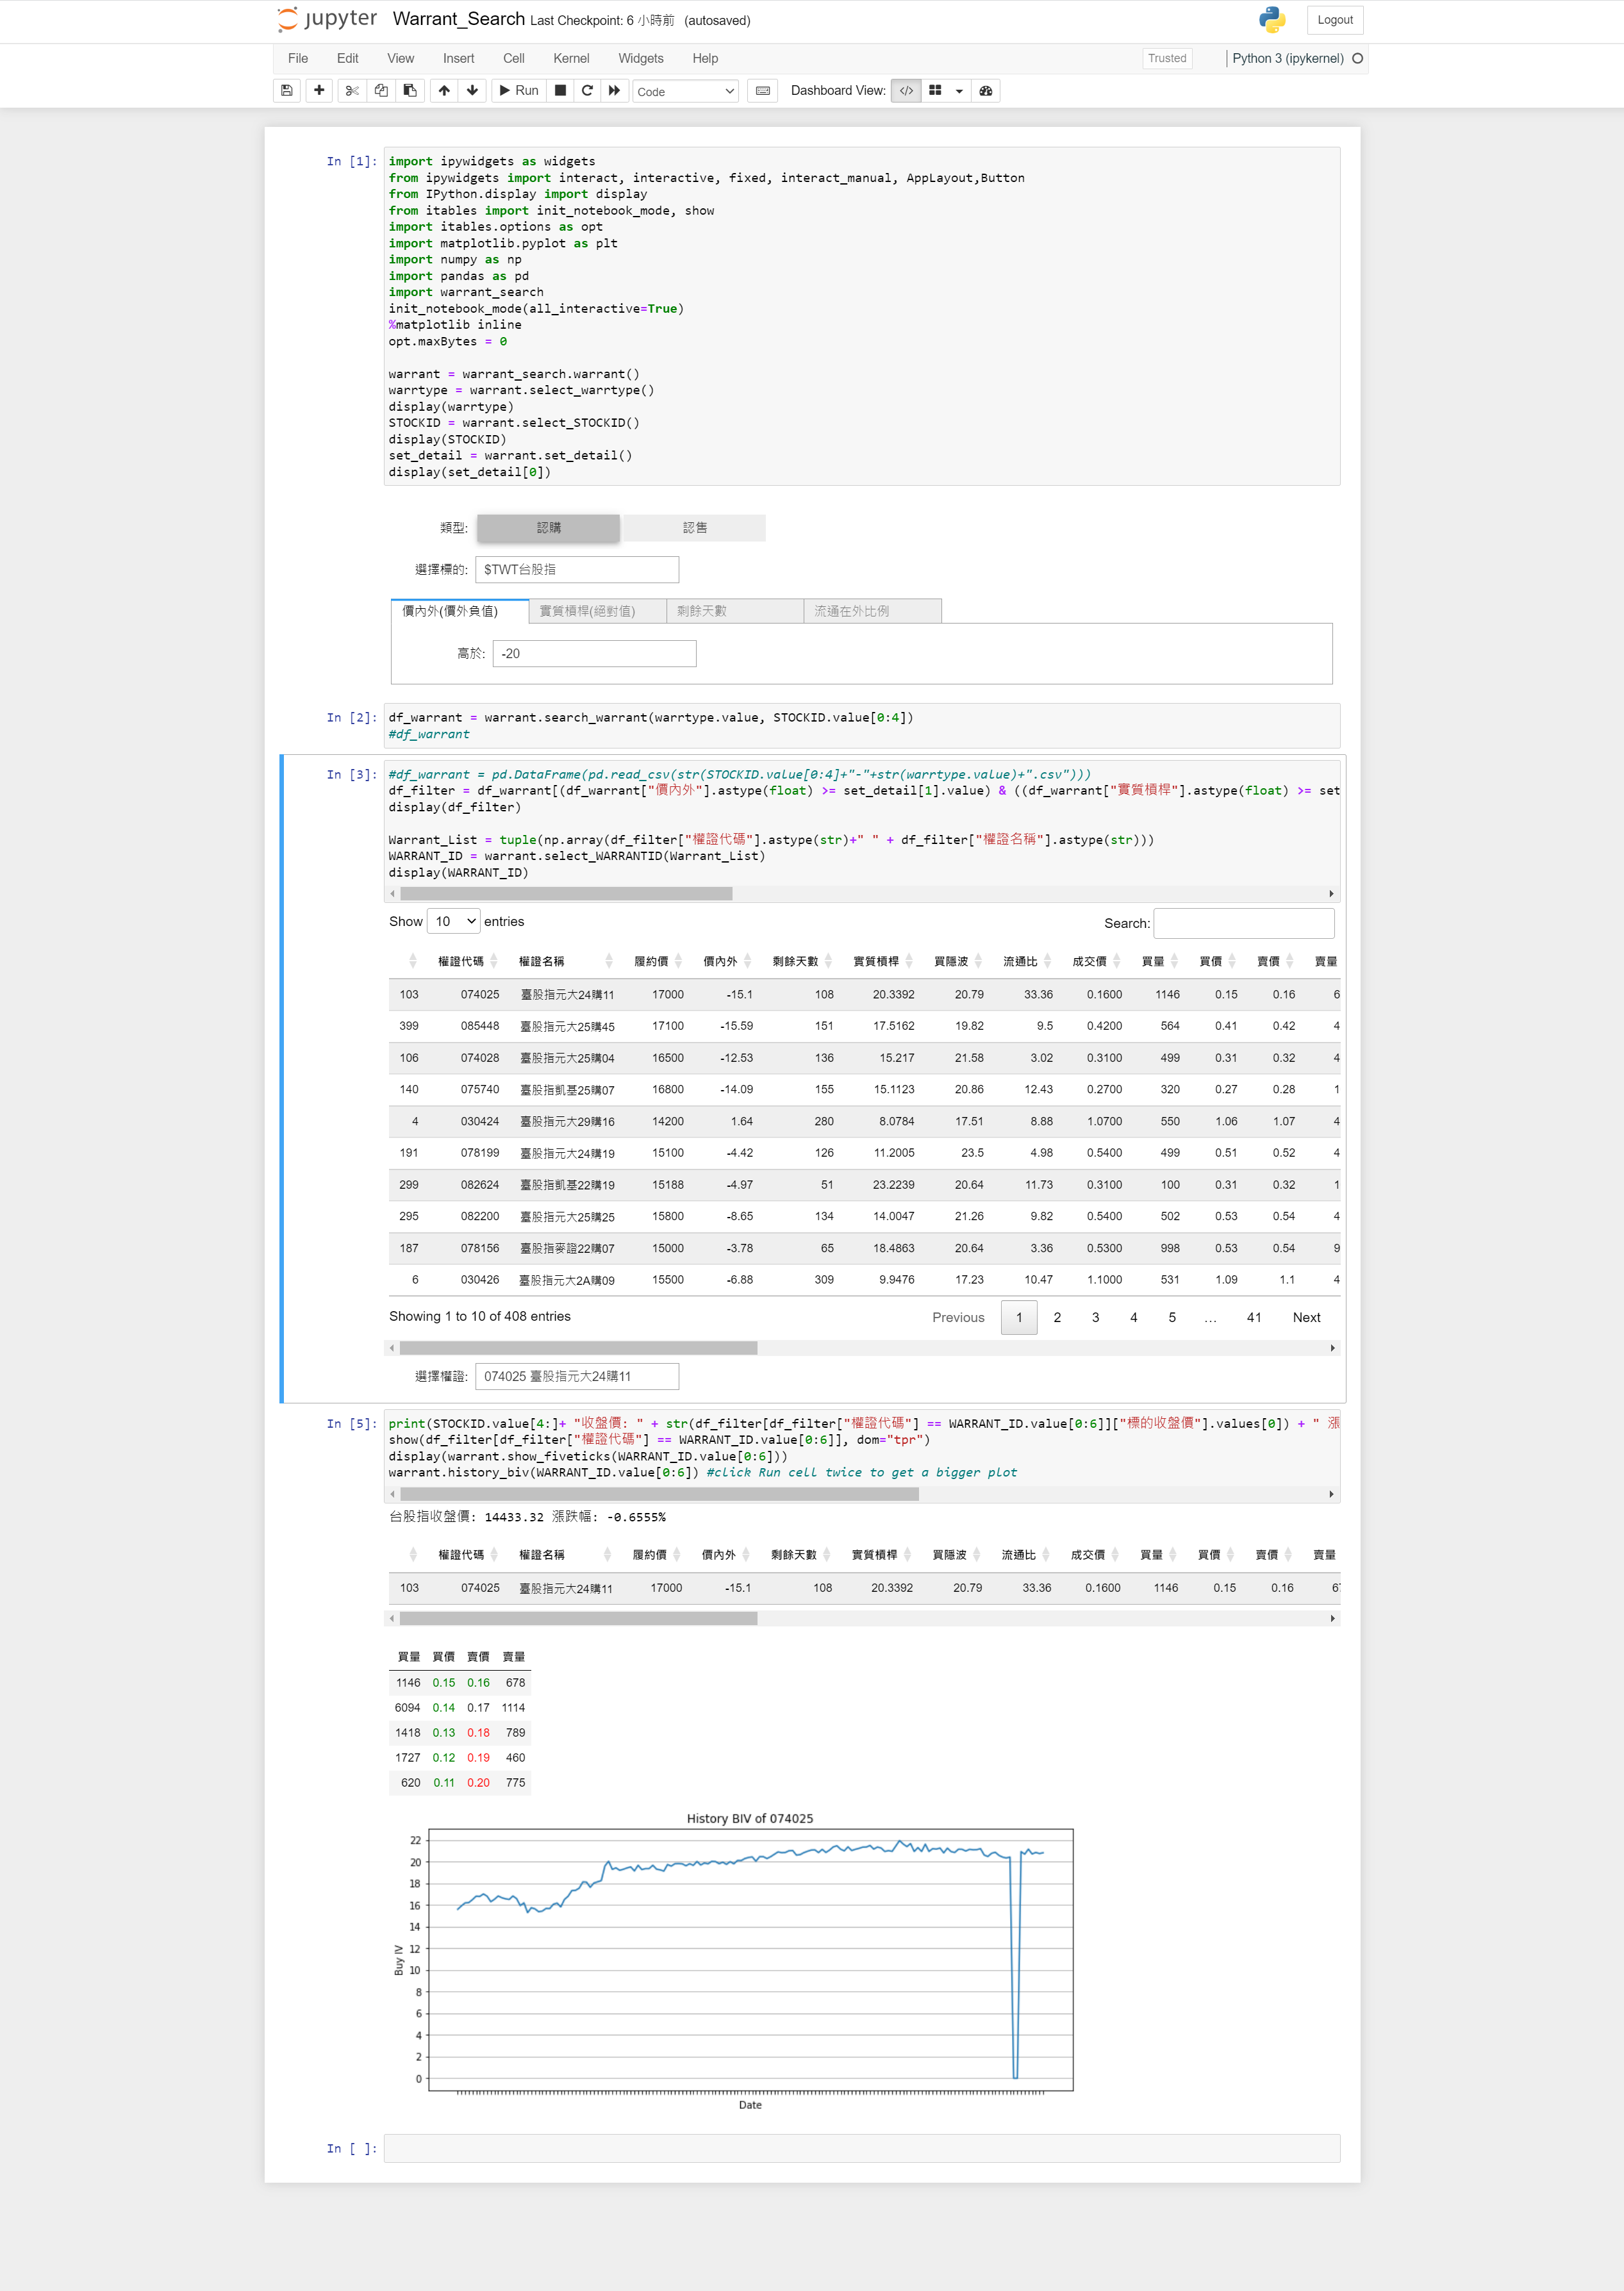 jupyter Warrant_Search Last Checkpoint: 6 小時前 (autosaved) Logout
File Edit View Insert Cell Kernel Widgets Help Trusted Python 3 (ipykernel)
Run Code Dashboard View:
In [1]:
import ipywidgets as widgets
from ipywidgets import interact, interactive, fixed, interact_manual, AppLayout,Button
from IPython.display import display
from itables import init_notebook_mode, show
import itables.options as opt
import matplotlib.pyplot as plt
import numpy as np
import pandas as pd
import warrant_search
init_notebook_mode(all_interactive=True)
%matplotlib inline
opt.maxBytes = 0
warrant = warrant_search.warrant()
warrtype = warrant.select_warrtype()
display(warrtype)
STOCKID = warrant.select_STOCKID()
display(STOCKID)
set_detail = warrant.set_detail()
display(set_detail[0])
類型: 認購 認售
選擇標的: $TWT台股指
價內外(價外負值) 實質槓桿(絕對值) 剩餘天數 流通在外比例
高於: -20
In [2]:
df_warrant = warrant.search_warrant(warrtype.value, STOCKID.value[0:4])
#df_warrant
In [3]:
#df_warrant = pd.DataFrame(pd.read_csv(str(STOCKID.value[0:4]+"-"+str(warrtype.value)+".csv")))
df_filter = df_warrant[(df_warrant["價內外"].astype(float) >= set_detail[1].value) & ((df_warrant["實質槓桿"].astype(float) >= set
display(df_filter)
Warrant_List = tuple(np.array(df_filter["權證代碼"].astype(str)+" " + df_filter["權證名稱"].astype(str)))
WARRANT_ID = warrant.select_WARRANTID(Warrant_List)
display(WARRANT_ID)
Show 10 entries Search:
權證代碼 權證名稱 履約價 價內外 剩餘天數 實質槓桿 買隱波 流通比 成交價 買量 買價 賣價 賣量
103 074025 臺股指元大24購11 17000 -15.1 108 20.3392 20.79 33.36 0.1600 1146 0.15 0.16 6
399 085448 臺股指元大25購45 17100 -15.59 151 17.5162 19.82 9.5 0.4200 564 0.41 0.42 4
106 074028 臺股指元大25購04 16500 -12.53 136 15.217 21.58 3.02 0.3100 499 0.31 0.32 4
140 075740 臺股指凱基25購07 16800 -14.09 155 15.1123 20.86 12.43 0.2700 320 0.27 0.28 1
4 030424 臺股指元大29購16 14200 1.64 280 8.0784 17.51 8.88 1.0700 550 1.06 1.07 4
191 078199 臺股指元大24購19 15100 -4.42 126 11.2005 23.5 4.98 0.5400 499 0.51 0.52 4
299 082624 臺股指凱基22購19 15188 -4.97 51 23.2239 20.64 11.73 0.3100 100 0.31 0.32 1
295 082200 臺股指元大25購25 15800 -8.65 134 14.0047 21.26 9.82 0.5400 502 0.53 0.54 4
187 078156 臺股指麥證22購07 15000 -3.78 65 18.4863 20.64 3.36 0.5300 998 0.53 0.54 9
6 030426 臺股指元大2A購09 15500 -6.88 309 9.9476 17.23 10.47 1.1000 531 1.09 1.1 4
Showing 1 to 10 of 408 entries Previous 1 2 3 4 5 … 41 Next
選擇權證: 074025 臺股指元大24購11
In [5]:
print(STOCKID.value[4:]+ "收盤價: " + str(df_filter[df_filter["權證代碼"] == WARRANT_ID.value[0:6]]["標的收盤價"].values[0]) + " 漲
show(df_filter[df_filter["權證代碼"] == WARRANT_ID.value[0:6]], dom="tpr")
display(warrant.show_fiveticks(WARRANT_ID.value[0:6]))
warrant.history_biv(WARRANT_ID.value[0:6]) #click Run cell twice to get a bigger plot
台股指收盤價: 14433.32 漲跌幅: -0.6555%
權證代碼 權證名稱 履約價 價內外 剩餘天數 實質槓桿 買隱波 流通比 成交價 買量 買價 賣價 賣量
103 074025 臺股指元大24購11 17000 -15.1 108 20.3392 20.79 33.36 0.1600 1146 0.15 0.16 6
買量 買價 賣價 賣量
1146 0.15 0.16 678
6094 0.14 0.17 1114
1418 0.13 0.18 789
1727 0.12 0.19 460
620 0.11 0.20 775
History BIV of 074025
22
20
18
16
14
12
10
8
6
4
2
0
Buy IV
Date
In [ ]: